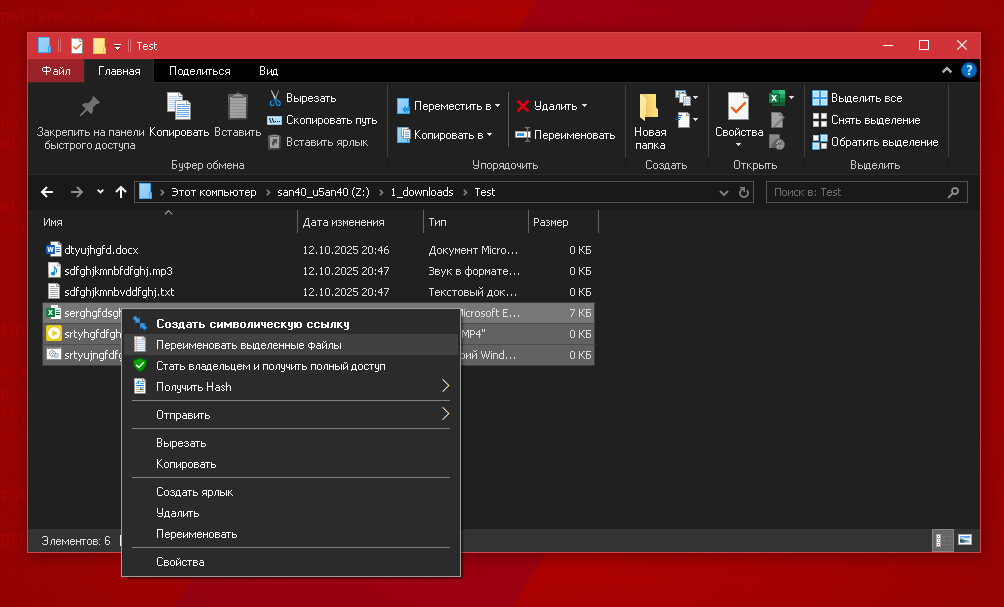 Test
Файл Главная Поделиться Вид
Закрепить на панели быстрого доступа
Копировать
Вставить
Вырезать
Скопировать путь
Вставить ярлык
Буфер обмена
Переместить в
Копировать в
Удалить
Переименовать
Упорядочить
Новая папка
Создать
Свойства
Открыть
Выделить все
Снять выделение
Обратить выделение
Выделить
Этот компьютер > san40_u5an40 (Z:) > 1_downloads > Test
Поиск в: Test
Имя Дата изменения Тип Размер
dtyujhgfd.docx 12.10.2025 20:46 Документ Micro... 0 КБ
sdfghjkmnbfdfghj.mp3 12.10.2025 20:47 Звук в формате... 0 КБ
sdfghjkmnbvddfghj.txt 12.10.2025 20:47 Текстовый док... 0 КБ
serghgfdsgh Microsoft E... 7 КБ
srtyhgfdfgh "MP4" 0 КБ
srtyujngfdfg рий Wind... 0 КБ
Создать символическую ссылку
Переименовать выделенные файлы
Стать владельцем и получить полный доступ
Получить Hash
Отправить
Вырезать
Копировать
Создать ярлык
Удалить
Переименовать
Свойства
Элементов: 6